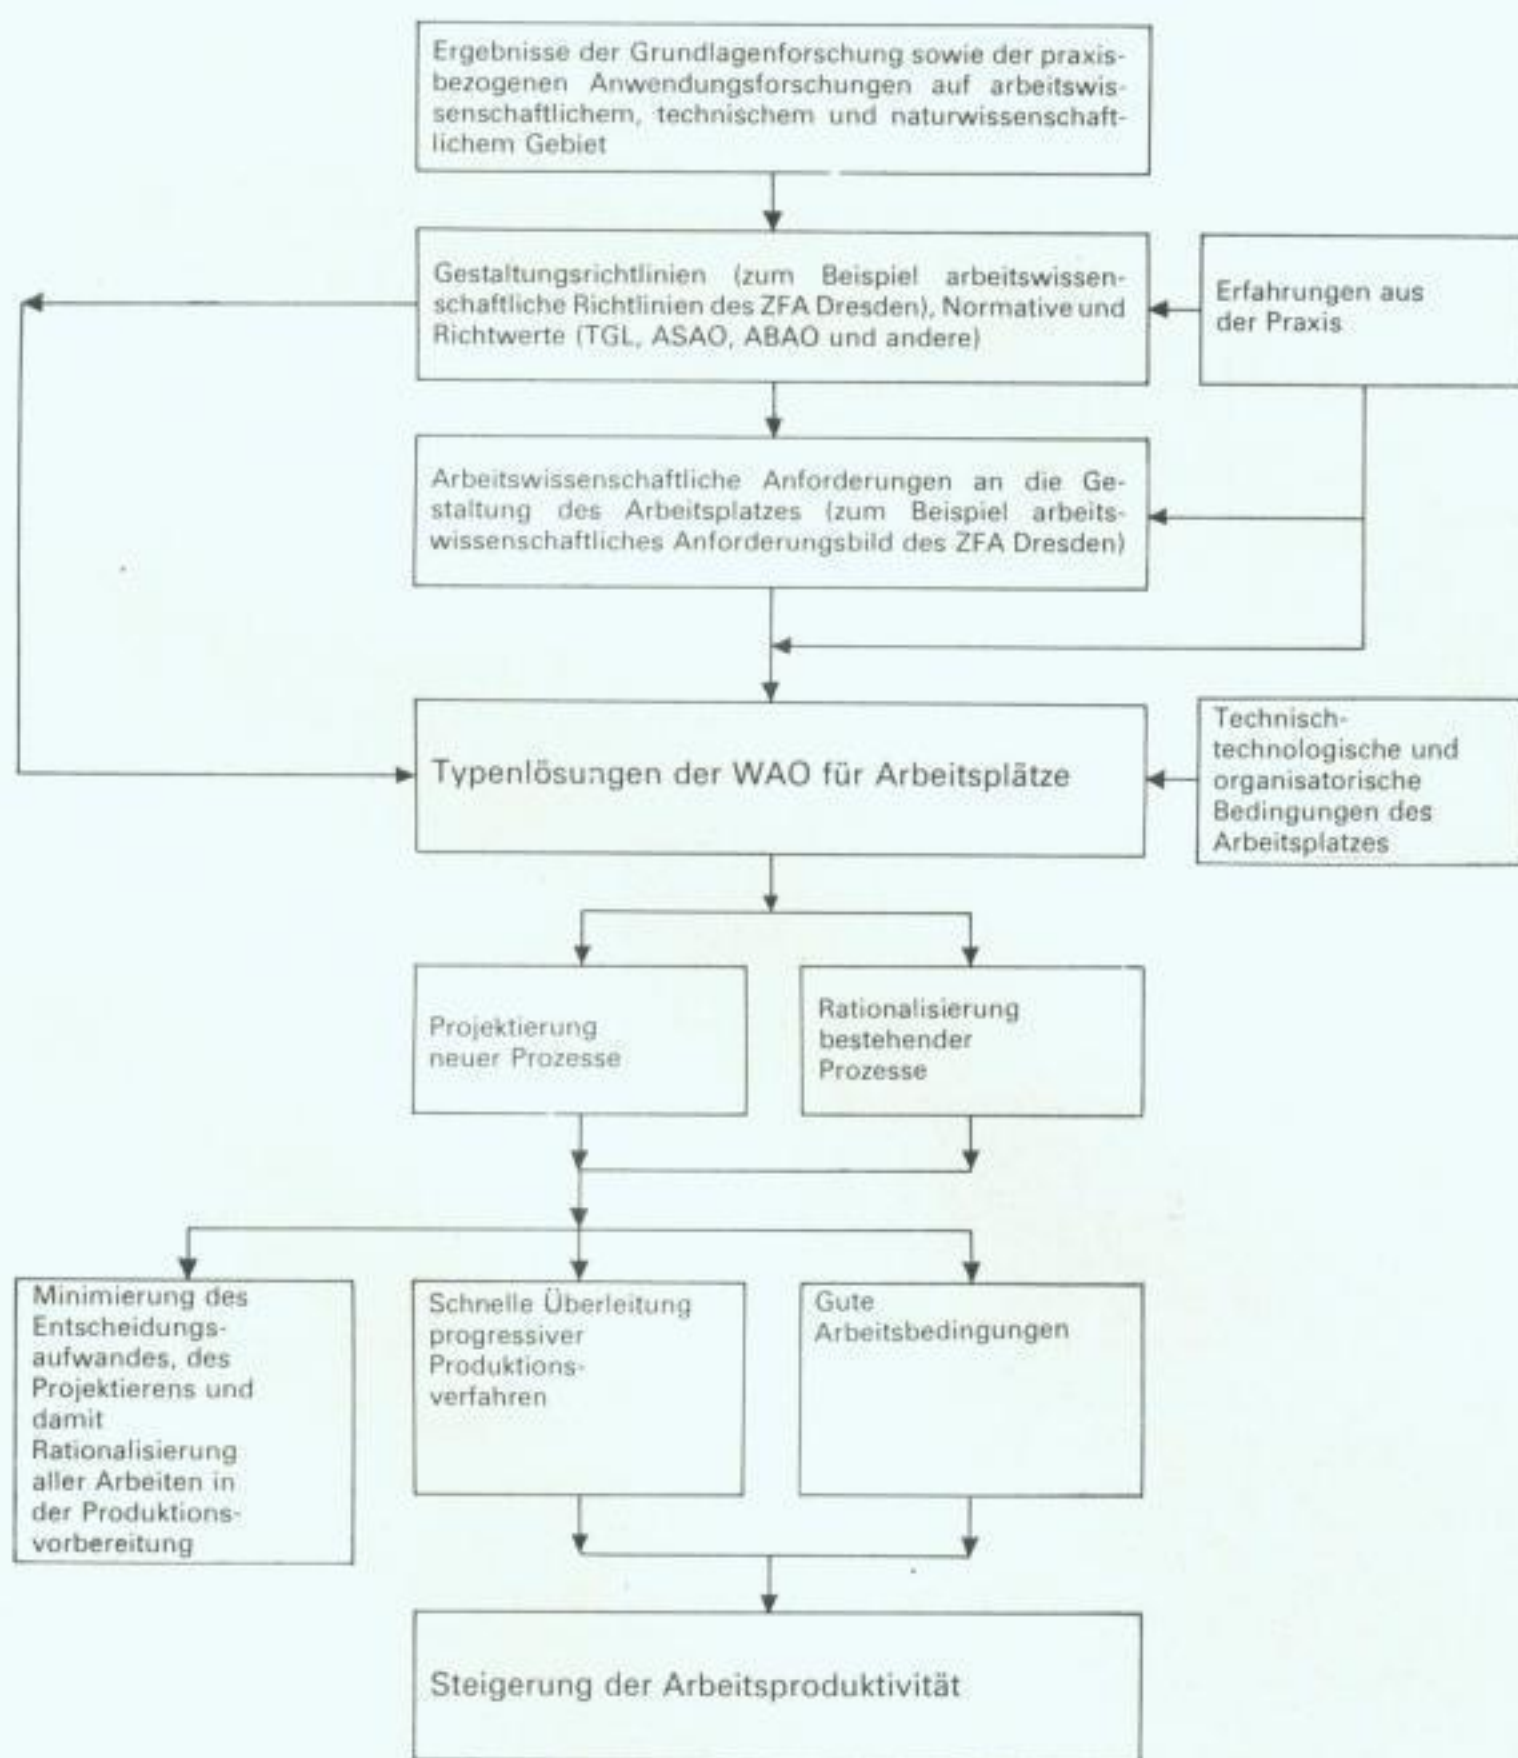 Ergebnisse der Grundlagenforschung sowie der praxis-
bezogenen Anwendungsforschungen auf arbeitswis-
senschaftlichem, technischem und naturwissenschaft-
lichem Gebiet
Gestaltungsrichtlinien (zum Beispiel arbeitswissen-
schaftliche Richtlinien des ZFA Dresden), Normative und
Richtwerte (TGL, ASAO, ABAO und andere)
Erfahrungen aus
der Praxis
Arbeitswissenschaftliche Anforderungen an die Ge-
staltung des Arbeitsplatzes (zum Beispiel arbeits-
wissenschaftliches Anforderungsbild des ZFA Dresden)
Typenlösungen der WAO für Arbeitsplätze
Technisch-
technologische und
organisatorische
Bedingungen des
Arbeitsplatzes
Projektierung
neuer Prozesse
Rationalisierung
bestehender
Prozesse
Minimierung des
Entscheidungs-
aufwandes, des
Projektierens und
damit
Rationalisierung
aller Arbeiten in
der Produktions-
vorbereitung
Schnelle Überleitung
progressiver
Produktions-
verfahren
Gute
Arbeitsbedingungen
Steigerung der Arbeitsproduktivität